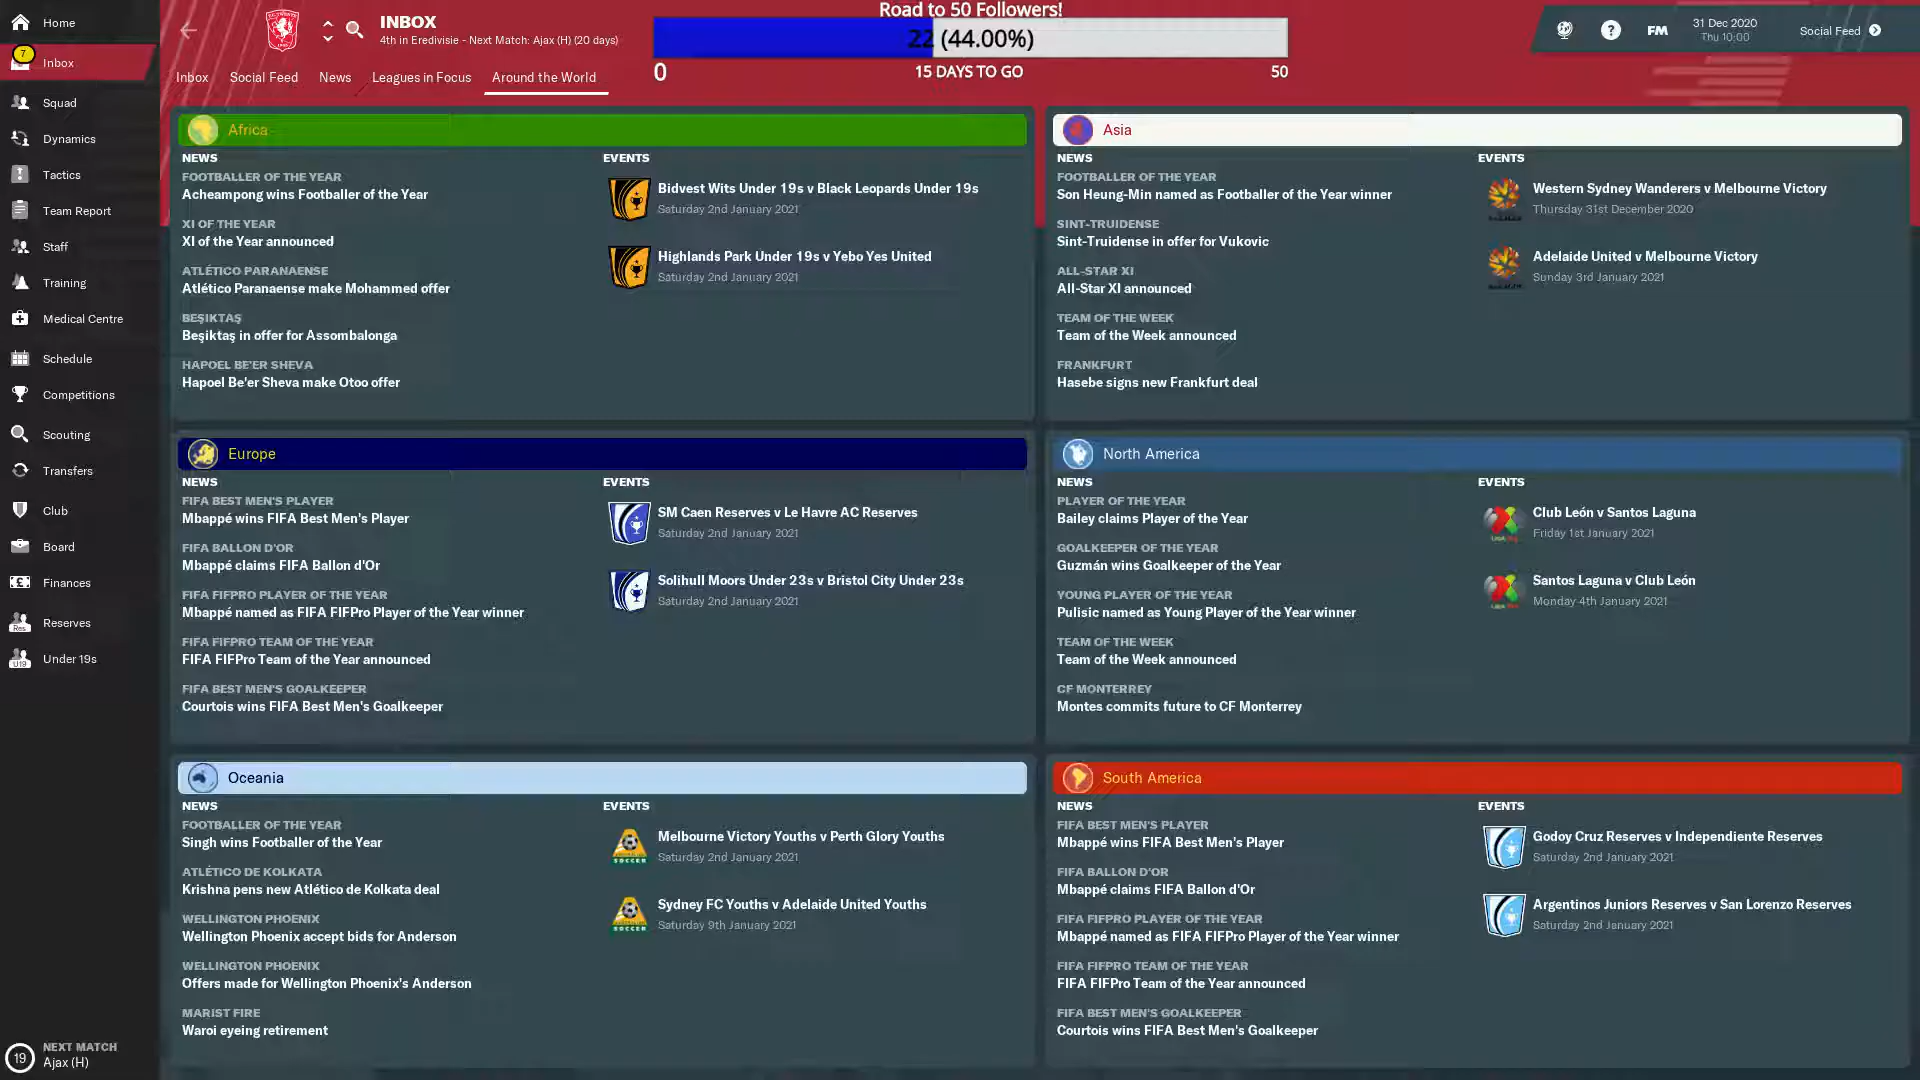 Home
7
Inbox
Squad
Dynamics
Tactics
Team Report
Staff
Training
Medical Centre
Schedule
Competitions
Scouting
Transfers
Club
Board
Finances
Reserves
Under 19s
19
NEXT MATCH
Ajax (H)
INBOX
4th in Eredivisie - Next Match: Ajax (H) (20 days)
Inbox Social Feed News Leagues in Focus Around the World
Road to 50 Followers!
22 (44.00%)
0 15 DAYS TO GO 50
FM
31 Dec 2020
Thu 10:00
Social Feed
Africa
NEWS
FOOTBALLER OF THE YEAR
Acheampong wins Footballer of the Year
XI OF THE YEAR
XI of the Year announced
ATLÉTICO PARANAENSE
Atlético Paranaense make Mohammed offer
BEŞIKTAŞ
Beşiktaş in offer for Assombalonga
HAPOEL BE'ER SHEVA
Hapoel Be'er Sheva make Otoo offer
EVENTS
Bidvest Wits Under 19s v Black Leopards Under 19s
Saturday 2nd January 2021
Highlands Park Under 19s v Yebo Yes United
Saturday 2nd January 2021
Asia
NEWS
FOOTBALLER OF THE YEAR
Son Heung-Min named as Footballer of the Year winner
SINT-TRUIDENSE
Sint-Truidense in offer for Vukovic
ALL-STAR XI
All-Star XI announced
TEAM OF THE WEEK
Team of the Week announced
FRANKFURT
Hasebe signs new Frankfurt deal
EVENTS
Western Sydney Wanderers v Melbourne Victory
Thursday 31st December 2020
Adelaide United v Melbourne Victory
Sunday 3rd January 2021
Europe
NEWS
FIFA BEST MEN'S PLAYER
Mbappé wins FIFA Best Men's Player
FIFA BALLON D'OR
Mbappé claims FIFA Ballon d'Or
FIFA FIFPRO PLAYER OF THE YEAR
Mbappé named as FIFA FIFPro Player of the Year winner
FIFA FIFPRO TEAM OF THE YEAR
FIFA FIFPro Team of the Year announced
FIFA BEST MEN'S GOALKEEPER
Courtois wins FIFA Best Men's Goalkeeper
EVENTS
SM Caen Reserves v Le Havre AC Reserves
Saturday 2nd January 2021
Solihull Moors Under 23s v Bristol City Under 23s
Saturday 2nd January 2021
North America
NEWS
PLAYER OF THE YEAR
Bailey claims Player of the Year
GOALKEEPER OF THE YEAR
Guzmán wins Goalkeeper of the Year
YOUNG PLAYER OF THE YEAR
Pulisic named as Young Player of the Year winner
TEAM OF THE WEEK
Team of the Week announced
CF MONTERREY
Montes commits future to CF Monterrey
EVENTS
Club León v Santos Laguna
Friday 1st January 2021
Santos Laguna v Club León
Monday 4th January 2021
Oceania
NEWS
FOOTBALLER OF THE YEAR
Singh wins Footballer of the Year
ATLÉTICO DE KOLKATA
Krishna pens new Atlético de Kolkata deal
WELLINGTON PHOENIX
Wellington Phoenix accept bids for Anderson
WELLINGTON PHOENIX
Offers made for Wellington Phoenix's Anderson
MARIST FIRE
Waroi eyeing retirement
EVENTS
SOCCER
Melbourne Victory Youths v Perth Glory Youths
Saturday 2nd January 2021
SOCCER
Sydney FC Youths v Adelaide United Youths
Saturday 9th January 2021
South America
NEWS
FIFA BEST MEN'S PLAYER
Mbappé wins FIFA Best Men's Player
FIFA BALLON D'OR
Mbappé claims FIFA Ballon d'Or
FIFA FIFPRO PLAYER OF THE YEAR
Mbappé named as FIFA FIFPro Player of the Year winner
FIFA FIFPRO TEAM OF THE YEAR
FIFA FIFPro Team of the Year announced
FIFA BEST MEN'S GOALKEEPER
Courtois wins FIFA Best Men's Goalkeeper
EVENTS
Godoy Cruz Reserves v Independiente Reserves
Saturday 2nd January 2021
Argentinos Juniors Reserves v San Lorenzo Reserves
Saturday 2nd January 2021